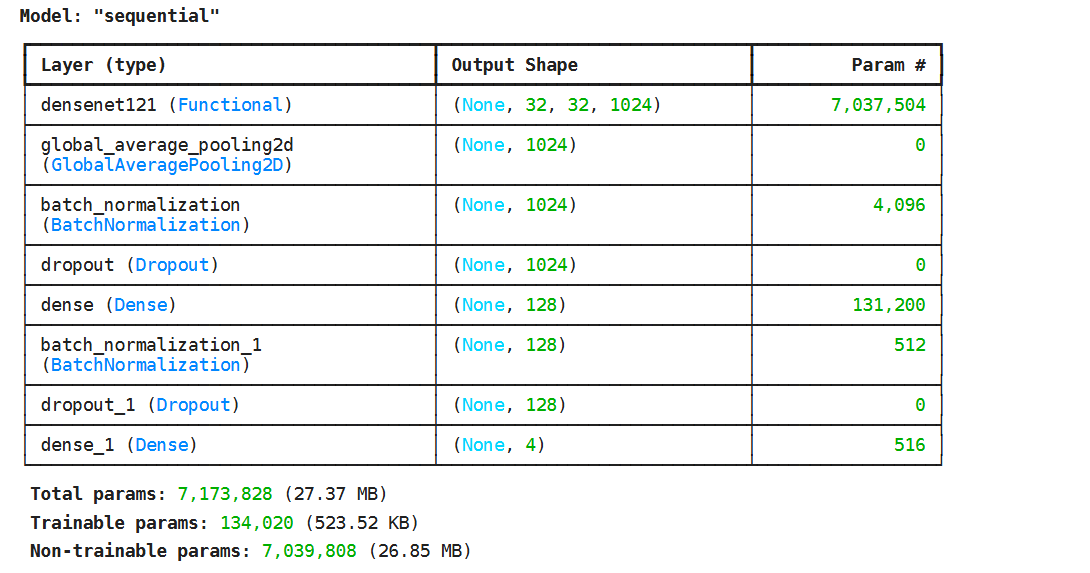 Model: "sequential"
Layer (type) Output Shape Param #
densenet121 (Functional) (None, 32, 32, 1024) 7,037,504
global_average_pooling2d (None, 1024) 0
(GlobalAveragePooling2D)
batch_normalization (None, 1024) 4,096
(BatchNormalization)
dropout (Dropout) (None, 1024) 0
dense (Dense) (None, 128) 131,200
batch_normalization_1 (None, 128) 512
(BatchNormalization)
dropout_1 (Dropout) (None, 128) 0
dense_1 (Dense) (None, 4) 516
Total params: 7,173,828 (27.37 MB)
Trainable params: 134,020 (523.52 KB)
Non-trainable params: 7,039,808 (26.85 MB)